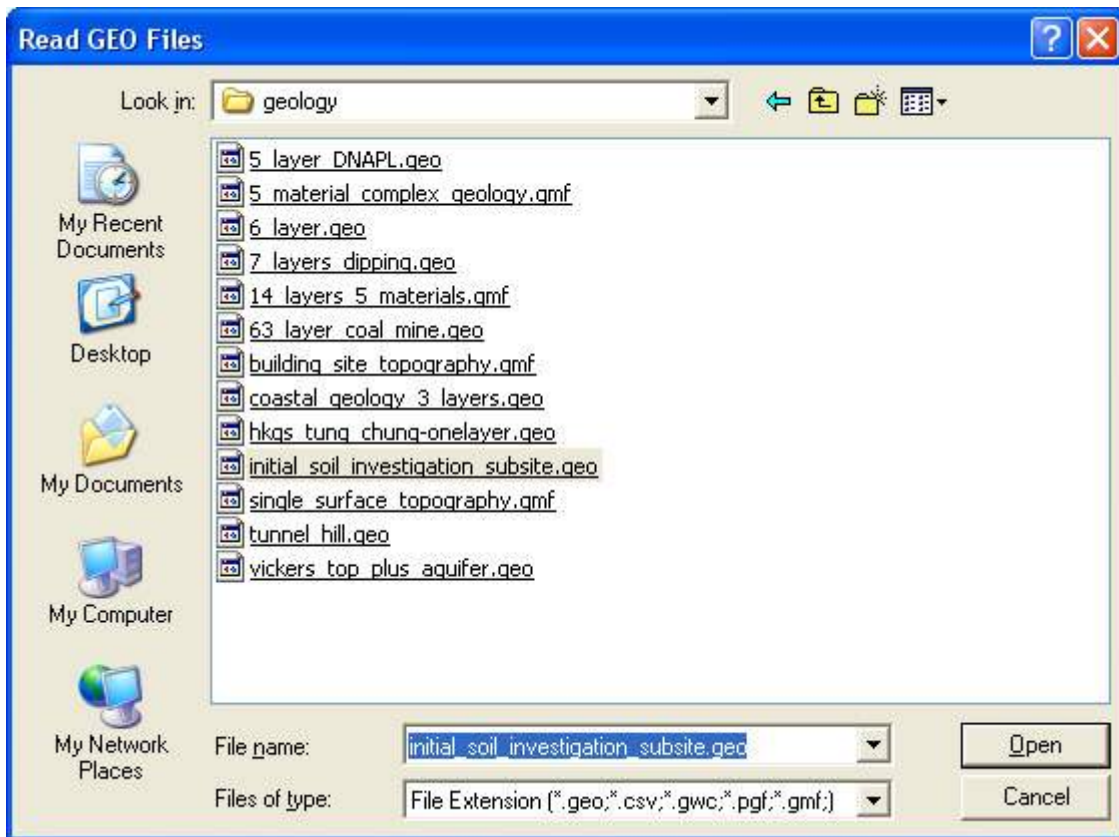 Read GEO Files
Look in: geology
My Recent
Documents
Desktop
My Documents
My Computer
My Network
Places
5_layer_DNAPL.geo
5_material_complex_geology.gmf
6_layer.geo
7_layers_dipping.geo
14_layers_5_materials.gmf
63_layer_coal_mine.geo
building_site_topography.gmf
coastal_geology_3_layers.geo
hkgs_tung_chung-onelayer.geo
initial_soil_investigation_subsite.geo
single_surface_topography.gmf
tunnel_hill.geo
vickers_top_plus_aquifer.geo
File name: initial_soil_investigation_subsite.geo Open
Files of type: File Extension (*.geo;*.csv;*.gwc;*.pgf;*.gmf;) Cancel